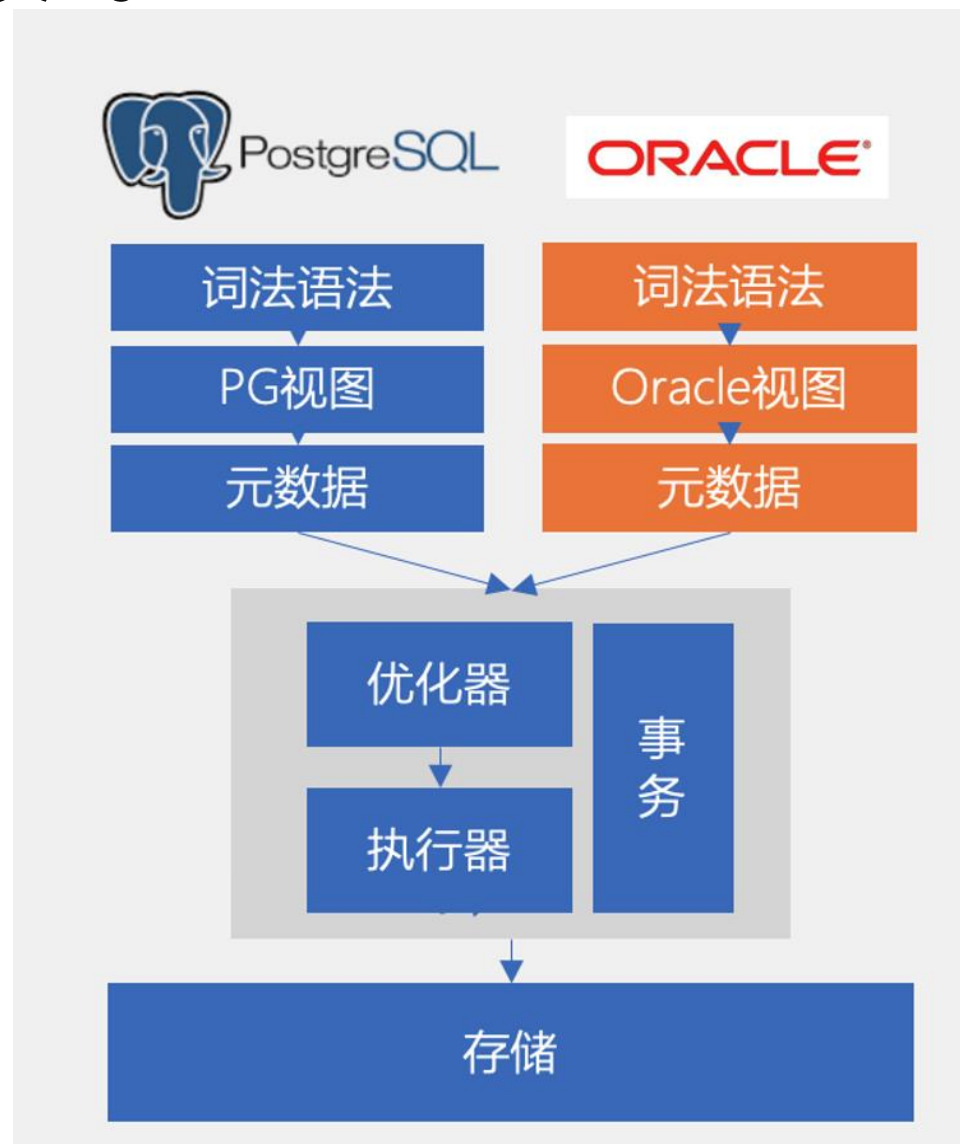 PostgreSQL
ORACLE®
词法语法
词法语法
PG视图
Oracle视图
元数据
元数据
优化器
事务
执行器
存储